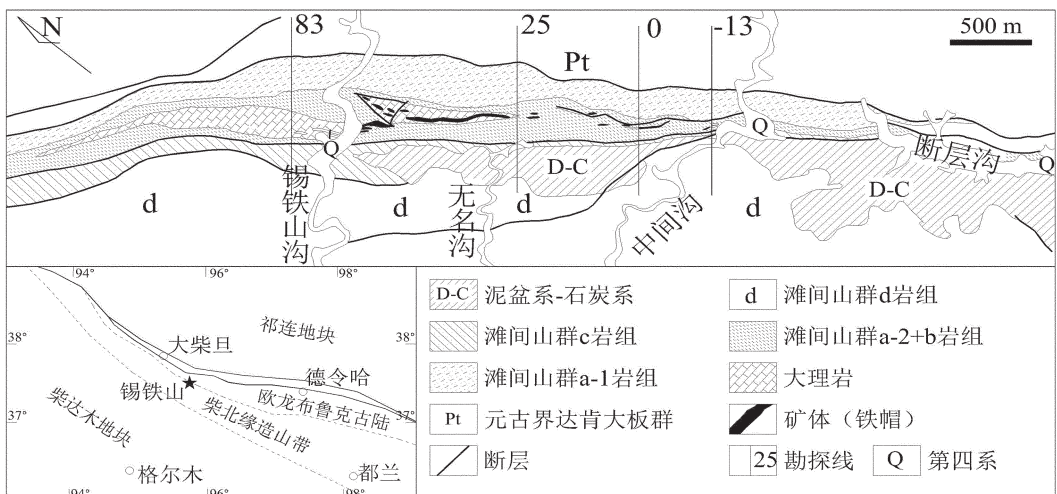 N
83
25
0
-13
500 m
Pt
Q
Q
Q
D-C
D-C
断层沟
锡铁山沟
无名沟
中间沟
d
d
d
d
94°
96°
98°
38°
38°
37°
37°
94°
96°
98°
祁连地块
大柴旦
德令哈
锡铁山
欧龙布鲁克古陆
柴北缘造山带
柴达木地块
格尔木
都兰
D-C 泥盆系-石炭系
d 滩间山群d岩组
滩间山群c岩组
滩间山群a-2+b岩组
滩间山群a-1岩组
大理岩
Pt 元古界达肯大板群
矿体（铁帽）
断层
25 勘探线
Q 第四系